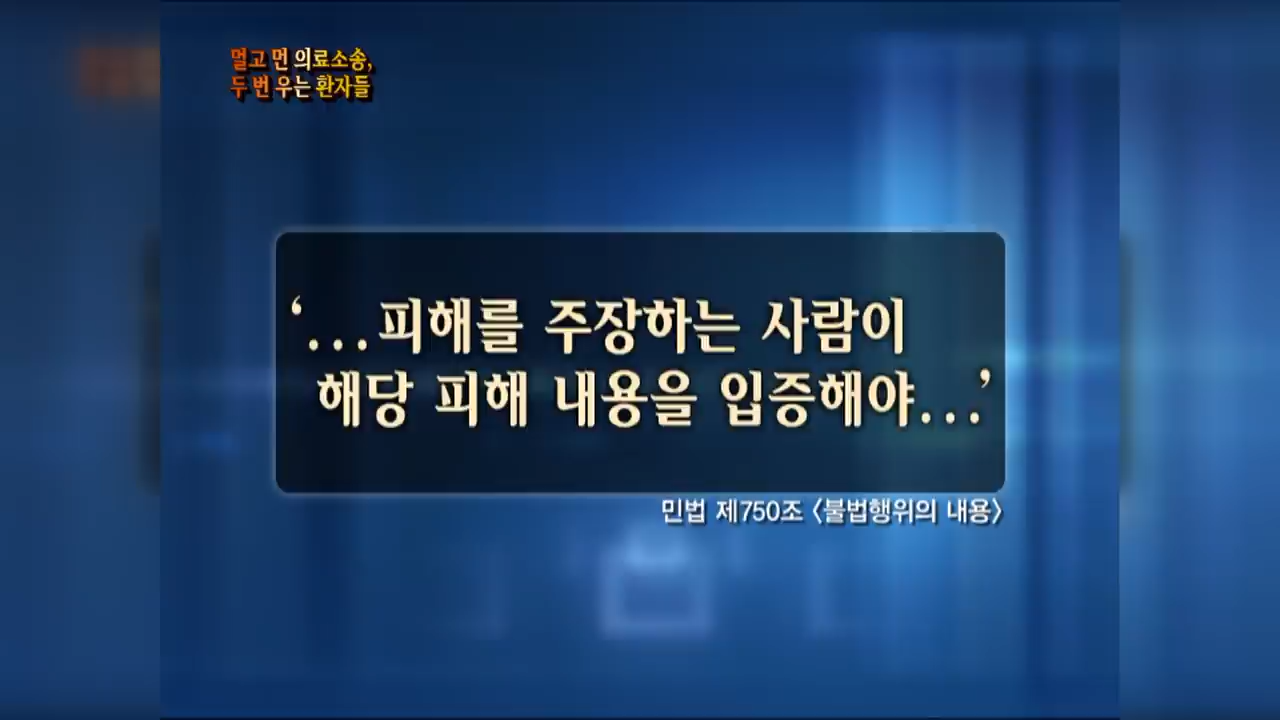 멀고 먼 의료소송,
두 번 우는 환자들
‘...피해를 주장하는 사람이
해당 피해 내용을 입증해야...’
민법 제750조 〈불법행위의 내용〉